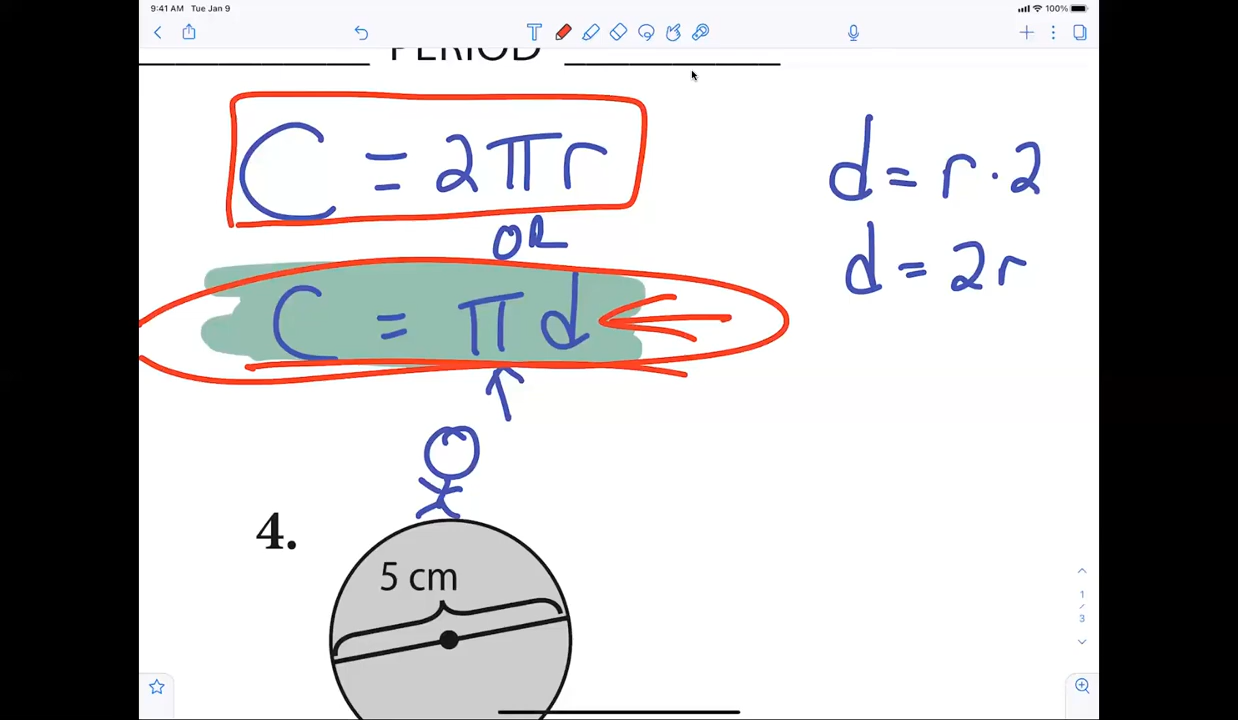 9:41 AM Tue Jan 9
100%
PERIOD
C = 2πr
OR
C = πd
d = r · 2
d = 2r
4.
5 cm
1
/
3